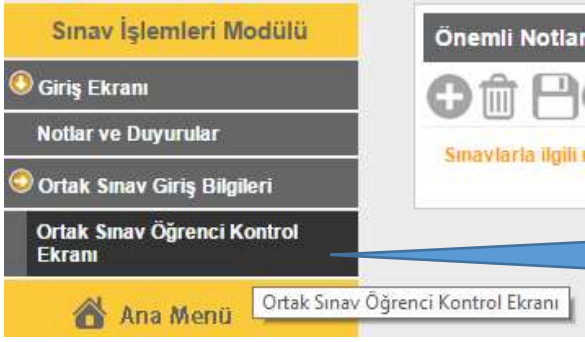 Sınav İşlemleri Modülü
Giriş Ekranı
Notlar ve Duyurular
Ortak Sınav Giriş Bilgileri
Ortak Sınav Öğrenci Kontrol
Ekranı
Ana Menü
Ortak Sınav Öğrenci Kontrol Ekranı
Önemli Notlar
Sınavlarla ilgili